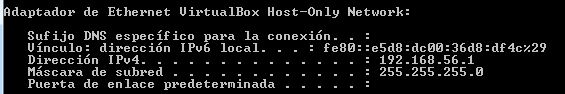 Adaptador de Ethernet VirtualBox Host-Only Network:
Sufijo DNS específico para la conexión. . :
Vínculo: dirección IPv6 local. . . : fe80::e5d8:dc00:36d8:df4c%29
Dirección IPv4. . . . . . . . . . . . . . : 192.168.56.1
Máscara de subred . . . . . . . . . . . . : 255.255.255.0
Puerta de enlace predeterminada . . . . . :